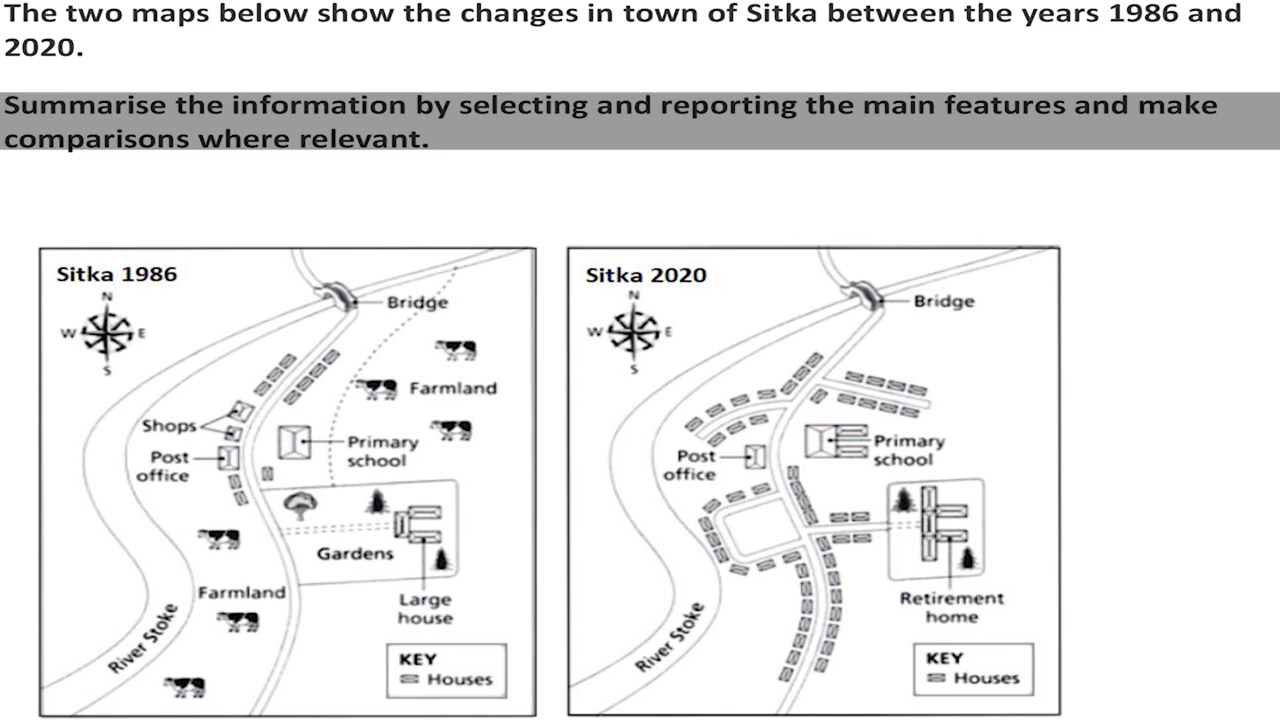 The two maps below show the changes in town of Sitka between the years 1986 and
2020.
Summarise the information by selecting and reporting the main features and make
comparisons where relevant.
Sitka 1986
N
W
E
S
Bridge
Farmland
Shops
Post
office
Primary
school
Gardens
Farmland
Large
house
River Stoke
KEY
Houses
Sitka 2020
N
W
E
S
Bridge
Post
office
Primary
school
Retirement
home
River Stoke
KEY
Houses